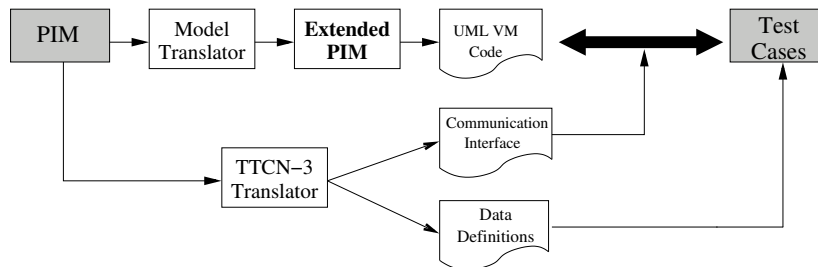 PIM
Model
Translator
Extended
PIM
UML VM
Code
Test
Cases
Communication
Interface
TTCN−3
Translator
Data
Definitions